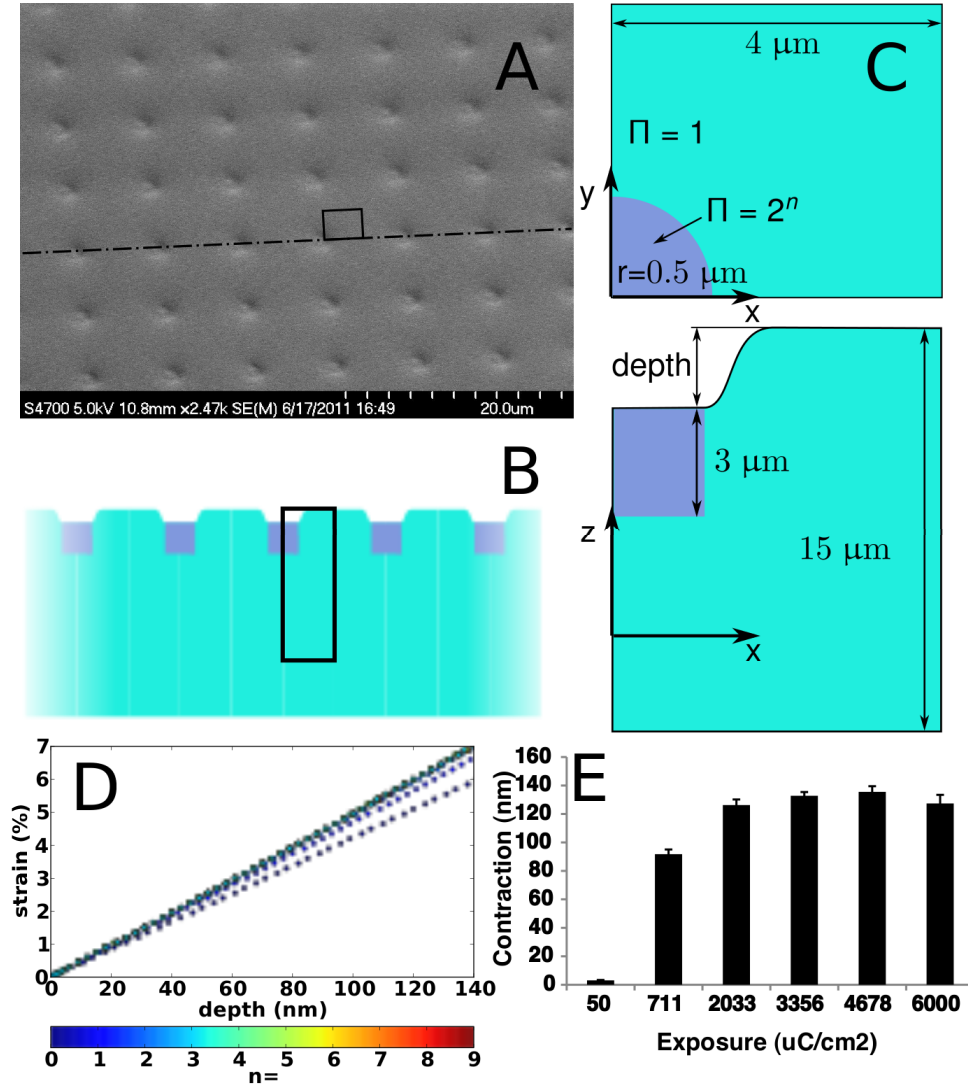 A
S4700 5.0kV 10.8mm x2.47k SE(M) 6/17/2011 16:49 20.0um
B
C
4 μm
Π = 1
y
Π = 2ⁿ
r=0.5 μm
x
depth
3 μm
z
15 μm
x
D
strain (%)
7
6
5
4
3
2
1
0
0 20 40 60 80 100 120 140
depth (nm)
0 1 2 3 4 5 6 7 8 9
n=
E
Contraction (nm)
160
140
120
100
80
60
40
20
0
50 711 2033 3356 4678 6000
Exposure (uC/cm2)